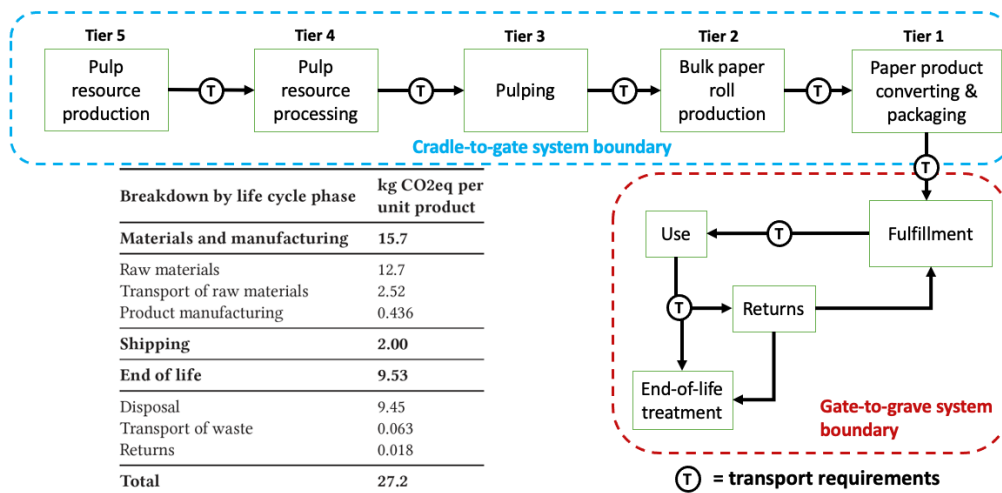 Tier 5
Tier 4
Tier 3
Tier 2
Tier 1
Pulp
resource
production
T
Pulp
resource
processing
T
Pulping
T
Bulk paper
roll
production
T
Paper product
converting &
packaging
Cradle-to-gate system boundary
T
Breakdown by life cycle phase kg CO2eq per
unit product
Materials and manufacturing 15.7
Raw materials 12.7
Transport of raw materials 2.52
Product manufacturing 0.436
Shipping 2.00
End of life 9.53
Disposal 9.45
Transport of waste 0.063
Returns 0.018
Total 27.2
Use
T
Fulfillment
T
Returns
End-of-life
treatment
Gate-to-grave system
boundary
T = transport requirements